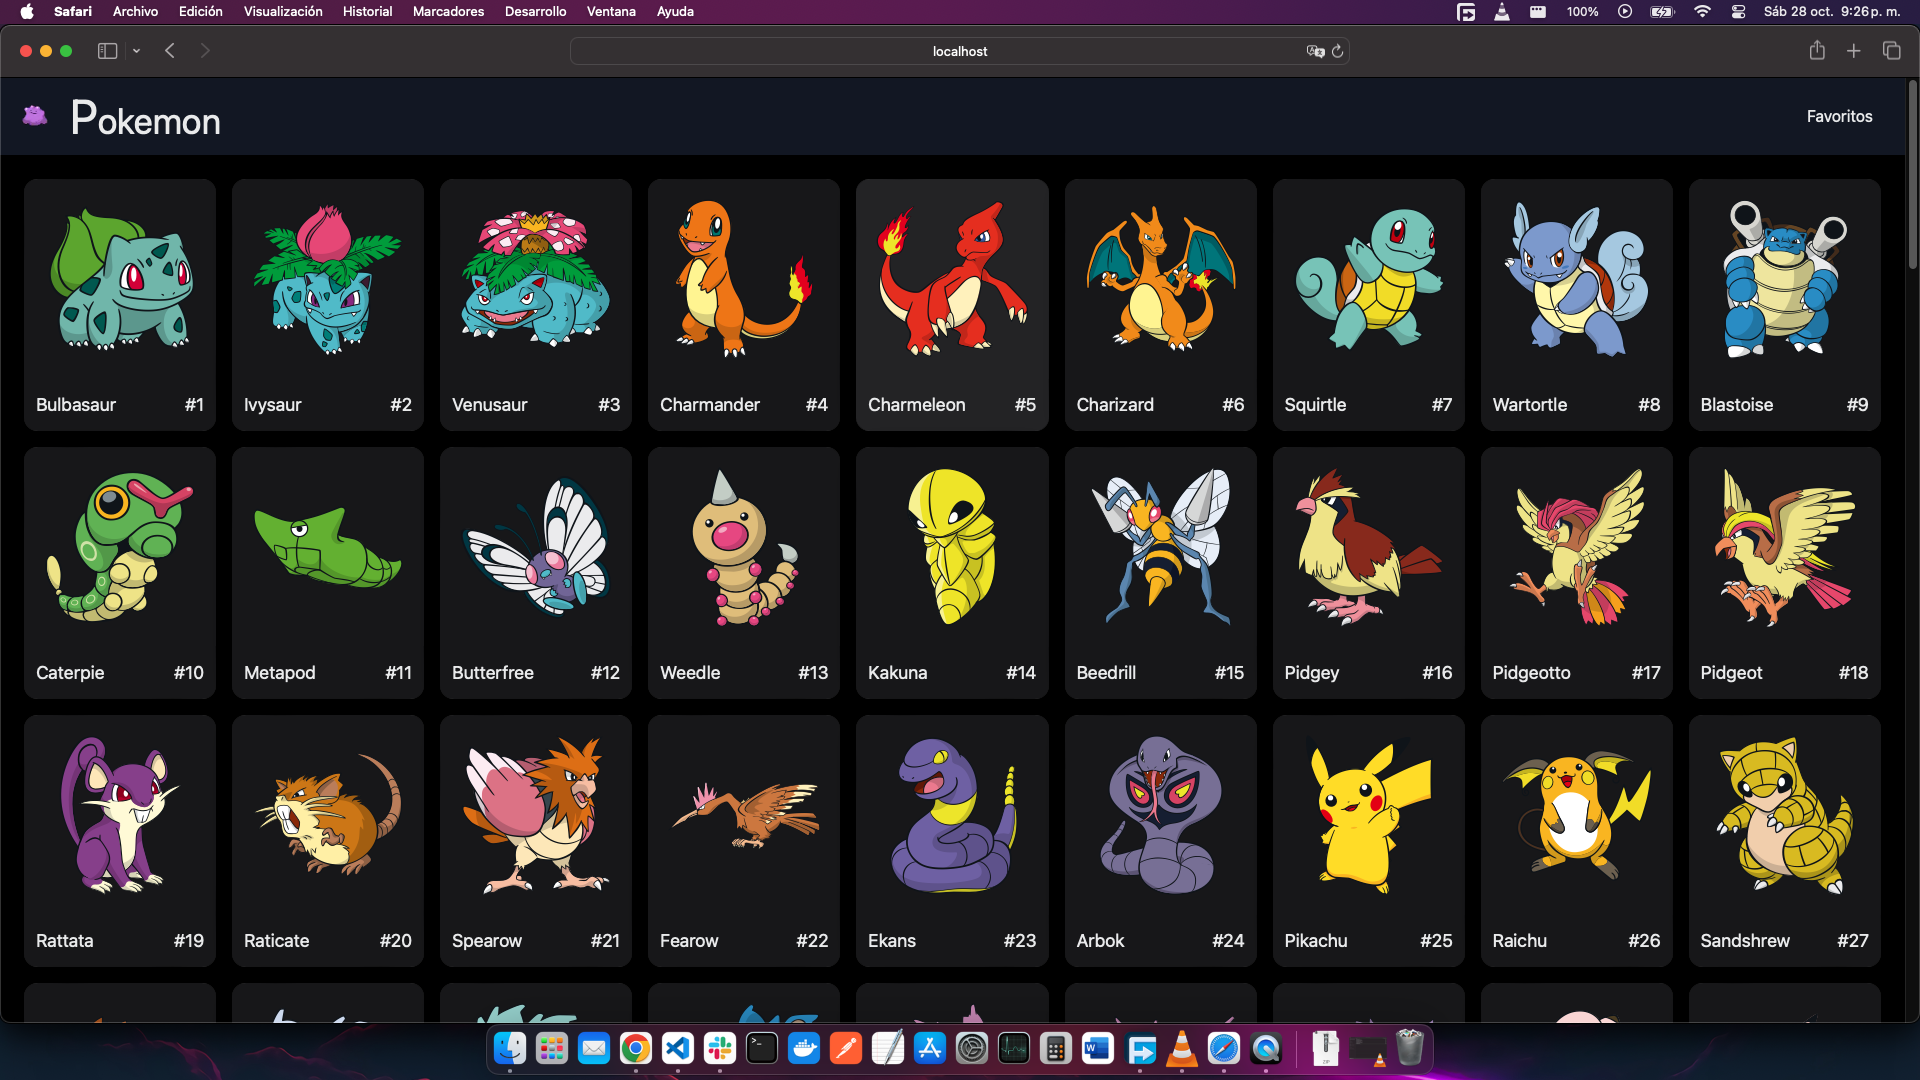 Safari Archivo Edición Visualización Historial Marcadores Desarrollo Ventana Ayuda 100% Sáb 28 oct. 9:26 p. m.
localhost
Pokemon Favoritos
Bulbasaur #1 Ivysaur #2 Venusaur #3 Charmander #4 Charmeleon #5 Charizard #6 Squirtle #7 Wartortle #8 Blastoise #9
Caterpie #10 Metapod #11 Butterfree #12 Weedle #13 Kakuna #14 Beedrill #15 Pidgey #16 Pidgeotto #17 Pidgeot #18
Rattata #19 Raticate #20 Spearow #21 Fearow #22 Ekans #23 Arbok #24 Pikachu #25 Raichu #26 Sandshrew #27